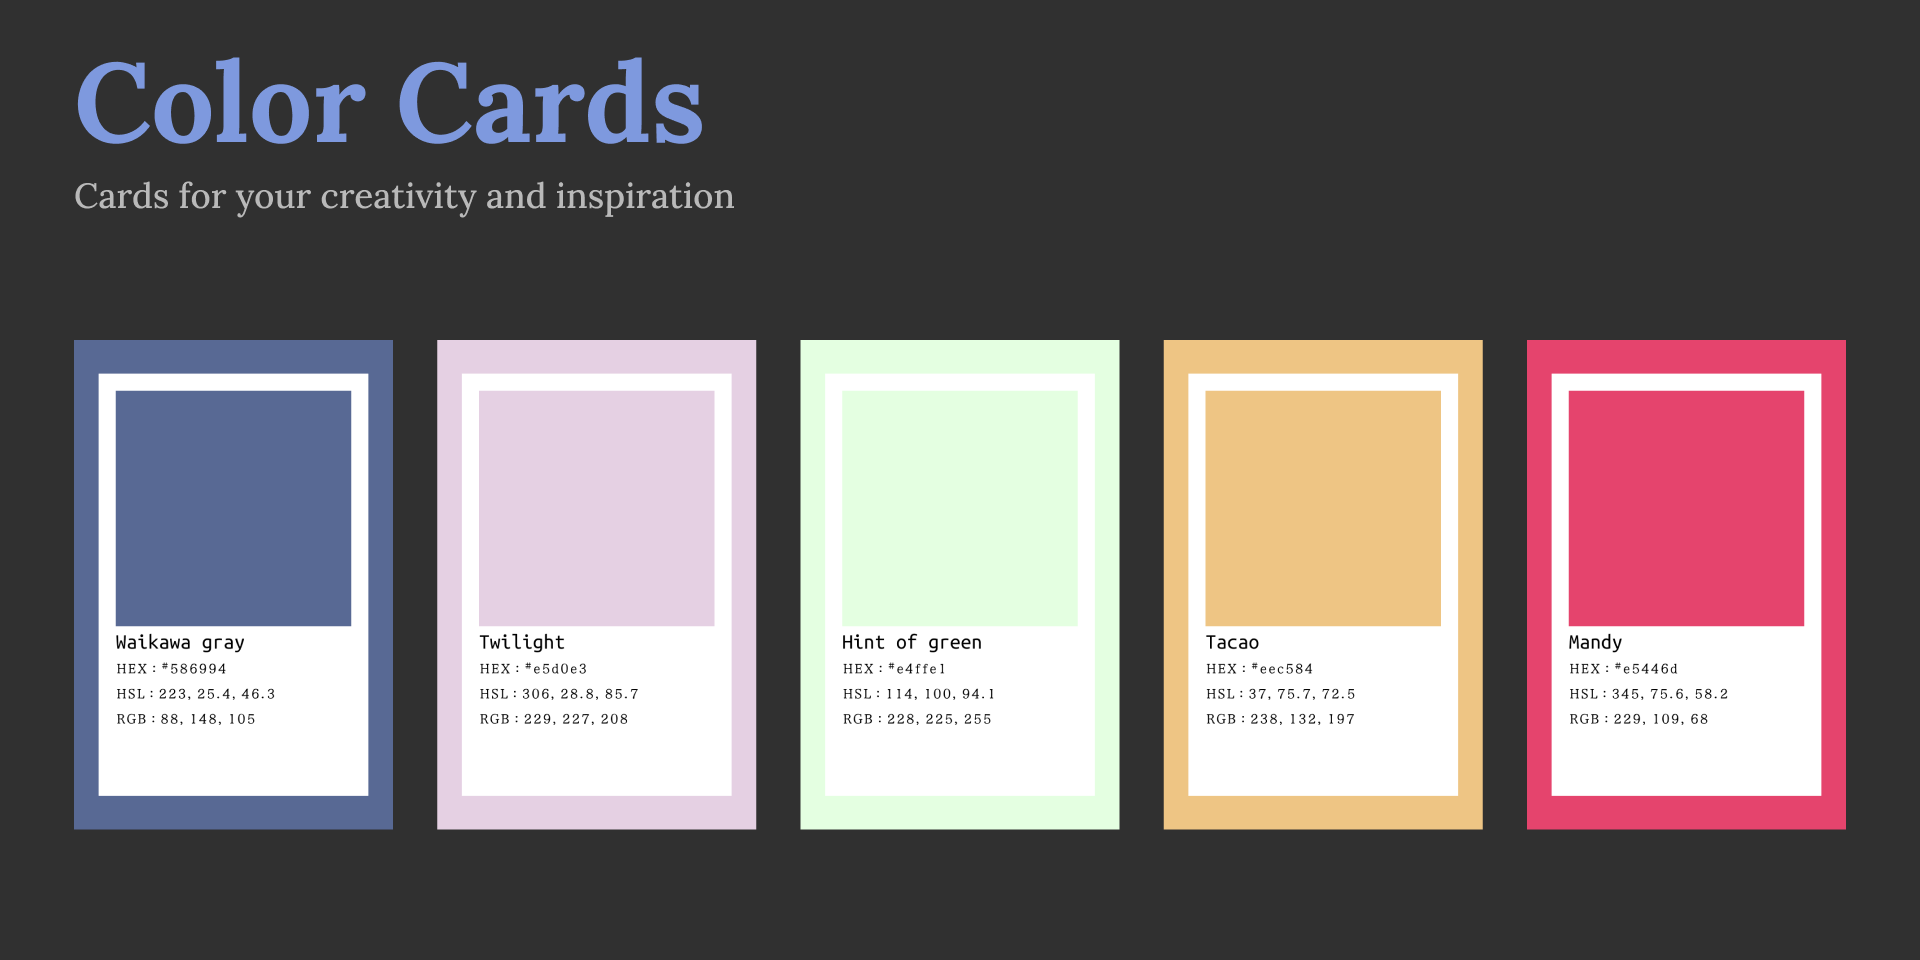 Color Cards
Cards for your creativity and inspiration
Waikawa gray
HEX : #586994
HSL : 223, 25.4, 46.3
RGB : 88, 148, 105
Twilight
HEX : #e5d0e3
HSL : 306, 28.8, 85.7
RGB : 229, 227, 208
Hint of green
HEX : #e4ffe1
HSL : 114, 100, 94.1
RGB : 228, 225, 255
Tacao
HEX : #eec584
HSL : 37, 75.7, 72.5
RGB : 238, 132, 197
Mandy
HEX : #e5446d
HSL : 345, 75.6, 58.2
RGB : 229, 109, 68